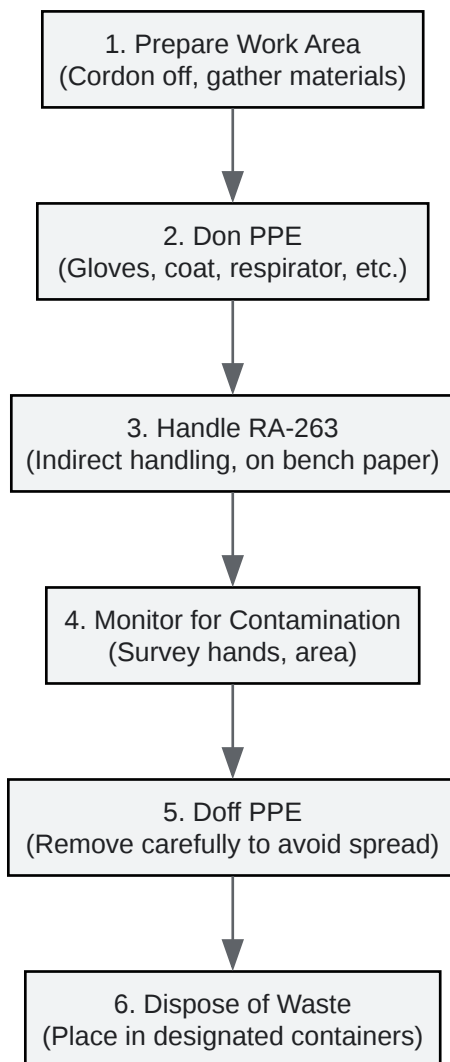 1. Prepare Work Area
(Cordon off, gather materials)
2. Don PPE
(Gloves, coat, respirator, etc.)
3. Handle RA-263
(Indirect handling, on bench paper)
4. Monitor for Contamination
(Survey hands, area)
5. Doff PPE
(Remove carefully to avoid spread)
6. Dispose of Waste
(Place in designated containers)